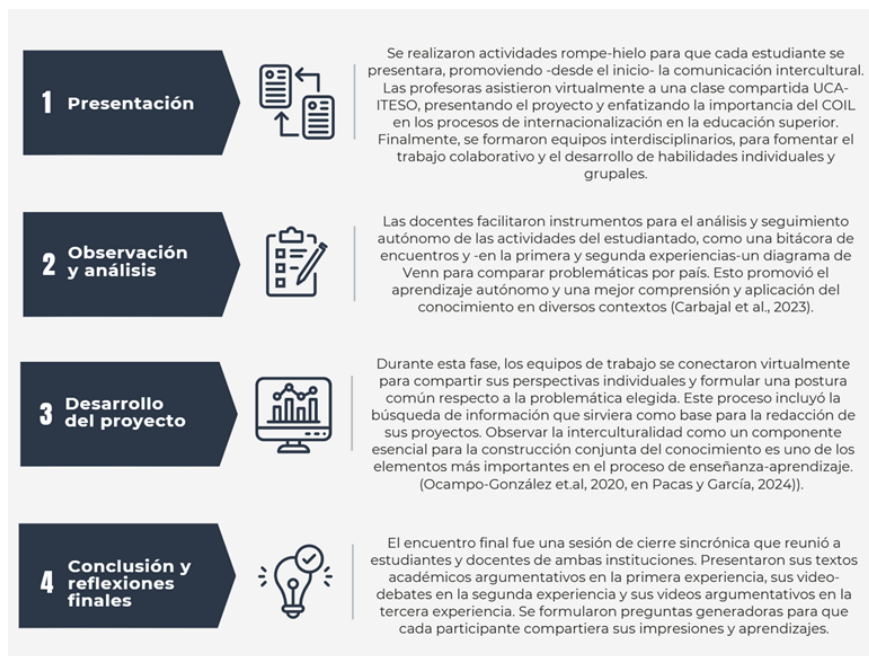 1 Presentación
Se realizaron actividades rompe-hielo para que cada estudiante se
presentara, promoviendo -desde el inicio- la comunicación intercultural.
Las profesoras asistieron virtualmente a una clase compartida UCA-
ITESO, presentando el proyecto y enfatizando la importancia del COIL
en los procesos de internacionalización en la educación superior.
Finalmente, se formaron equipos interdisciplinarios, para fomentar el
trabajo colaborativo y el desarrollo de habilidades individuales y
grupales.
2 Observación
y análisis
Las docentes facilitaron instrumentos para el análisis y seguimiento
autónomo de las actividades del estudiantado, como una bitácora de
encuentros y -en la primera y segunda experiencias-un diagrama de
Venn para comparar problemáticas por país. Esto promovió el
aprendizaje autónomo y una mejor comprensión y aplicación del
conocimiento en diversos contextos (Carbajal et al., 2023).
3 Desarrollo
del proyecto
Durante esta fase, los equipos de trabajo se conectaron virtualmente
para compartir sus perspectivas individuales y formular una postura
común respecto a la problemática elegida. Este proceso incluyó la
búsqueda de información que sirviera como base para la redacción de
sus proyectos. Observar la interculturalidad como un componente
esencial para la construcción conjunta del conocimiento es uno de los
elementos más importantes en el proceso de enseñanza-aprendizaje.
(Ocampo-González et.al, 2020, en Pacas y García, 2024)).
4 Conclusión y
reflexiones
finales
El encuentro final fue una sesión de cierre sincrónica que reunió a
estudiantes y docentes de ambas instituciones. Presentaron sus textos
académicos argumentativos en la primera experiencia, sus video-
debates en la segunda experiencia y sus videos argumentativos en la
tercera experiencia. Se formularon preguntas generadoras para que
cada participante compartiera sus impresiones y aprendizajes.